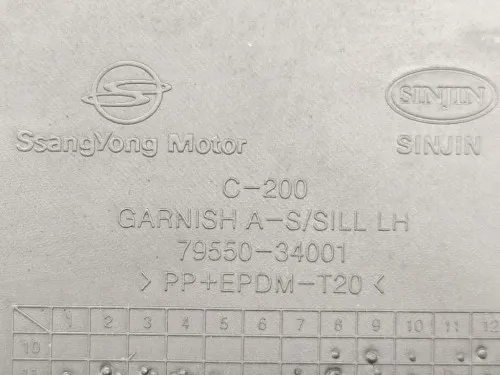 SINJIN
SsangYong Motor SINJIN
C-200
GARNISH A-S/SILL LH
79550-34001
> PP+EPDM-T20 <
1 2 3 4 5 6 7 8 9 10 11 12
10
11